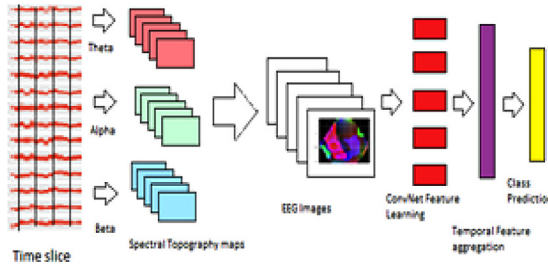 Theta
Alpha
Beta
Time slice
Spectral Topography maps
EEG Images
ConvNet Feature
Learning
Temporal Feature
aggregation
Class
Prediction